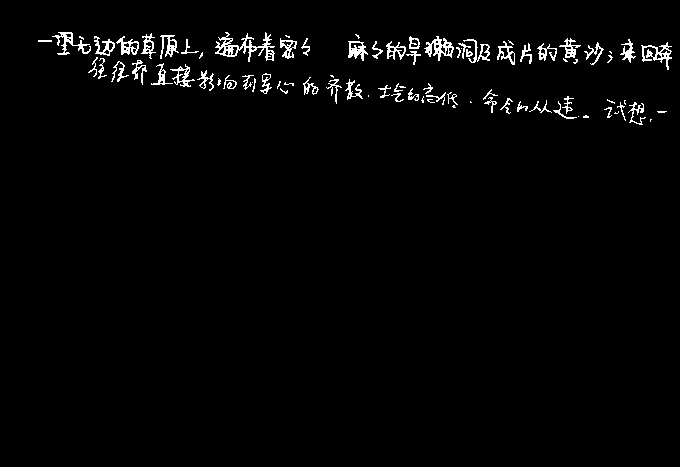 一望无边的草原上，遍布着密々 麻々的旱獭洞及成片的黄沙；来回奔
往往都直接影响到军心的齐散、士气的高低、命令的从违。试想，一